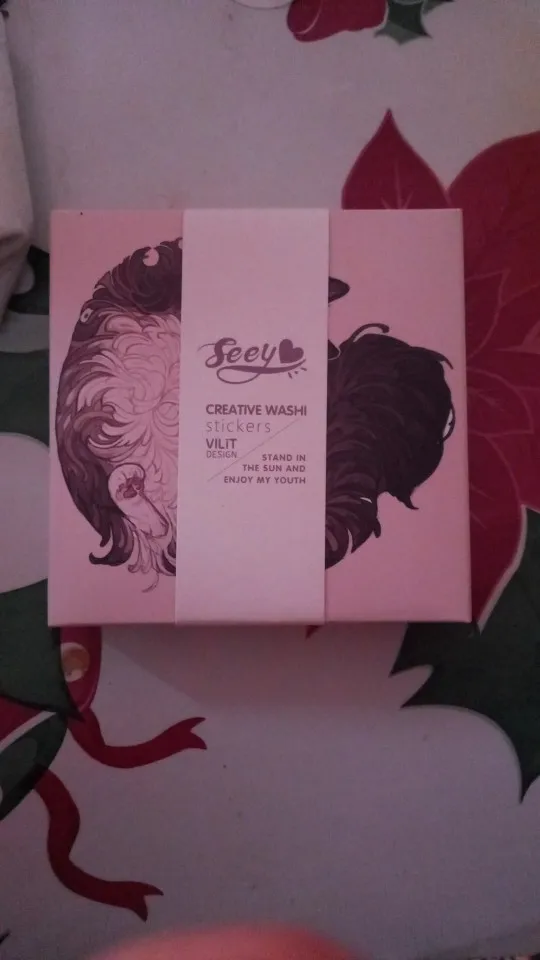 Seey
CREATIVE WASHI
stickers
VILIT
DESIGN
STAND IN
THE SUN AND
ENJOY MY YOUTH